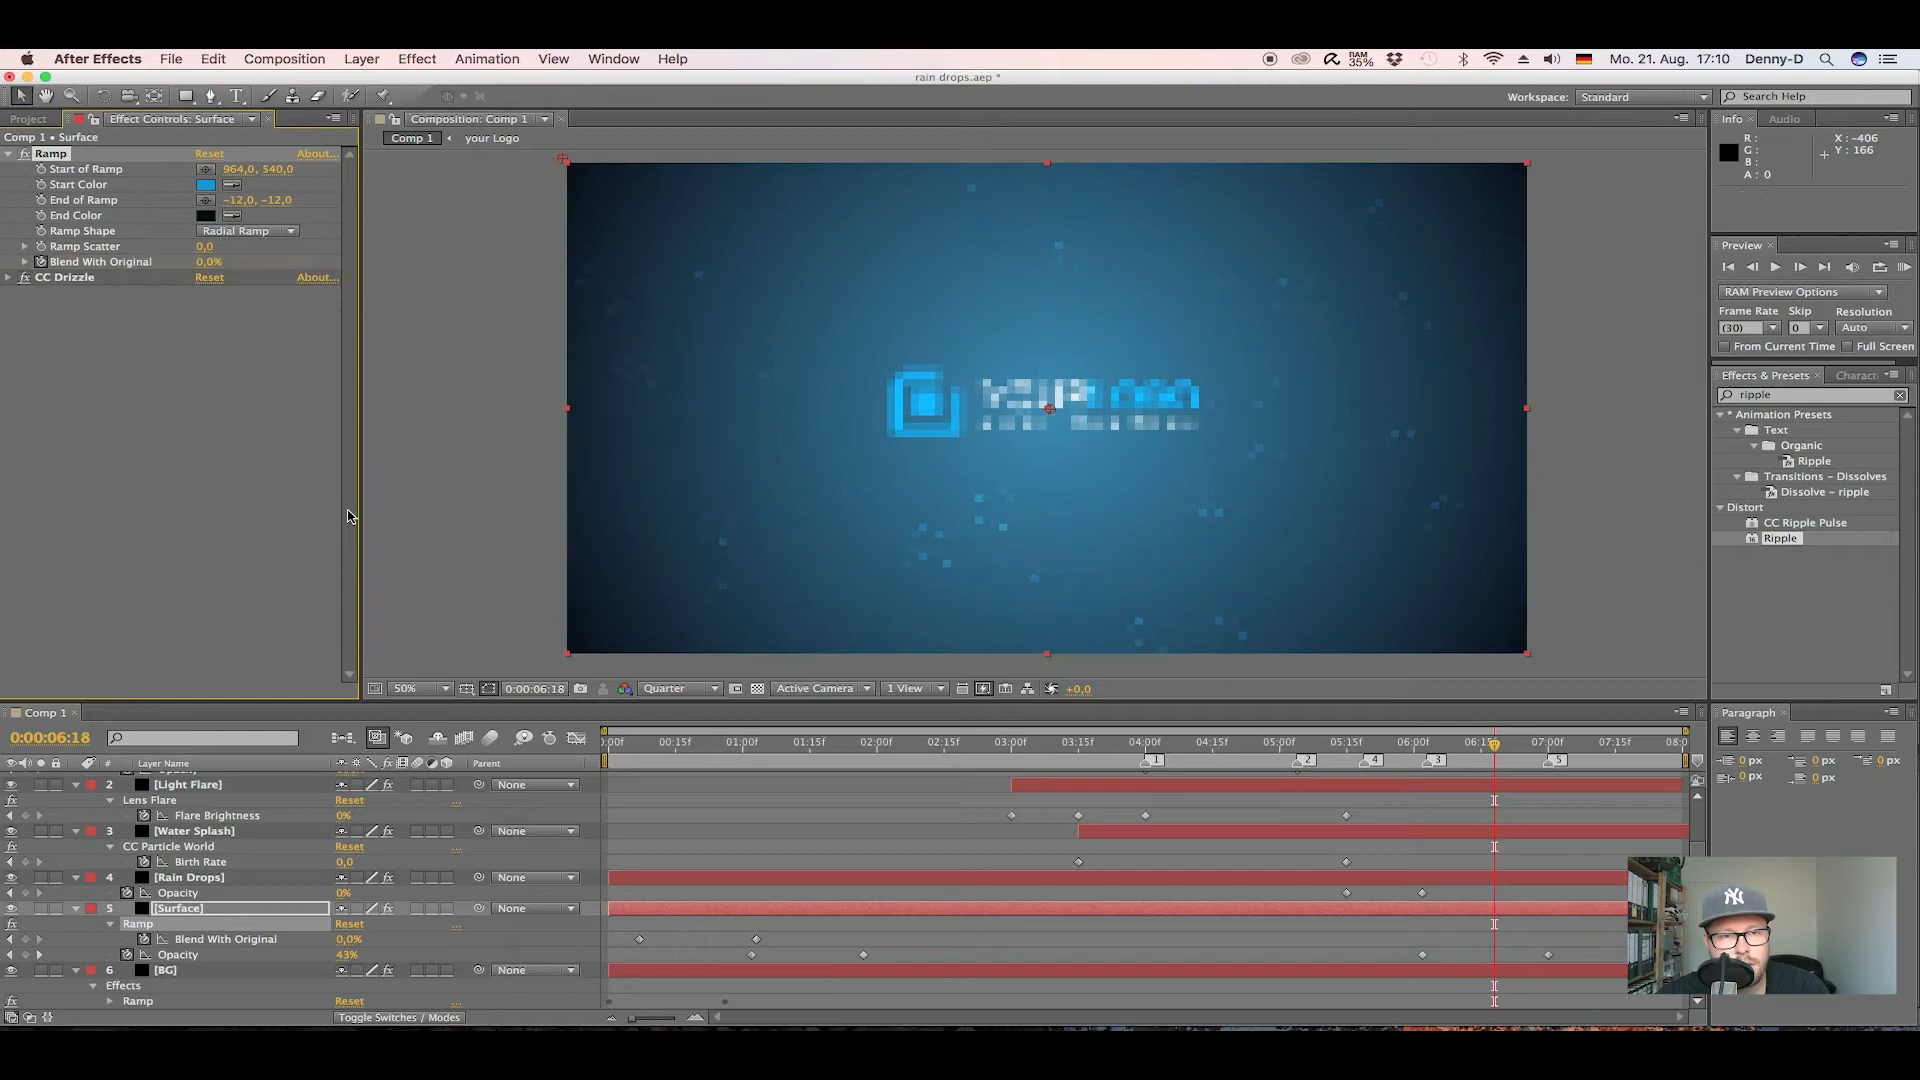 After Effects File Edit Composition Layer Effect Animation View Window Help RAM 35% Mo. 21. Aug. 17:10 Denny-D
rain drops.aep *
Workspace: Standard Search Help
Project Effect Controls: Surface Composition: Comp 1 Info Audio
Comp 1 • Surface
Comp 1 your Logo
Ramp Reset About...
Start of Ramp 964,0, 540,0
Start Color
End of Ramp -12,0, -12,0
End Color
Ramp Shape Radial Ramp
Ramp Scatter 0,0
Blend With Original 0,0%
CC Drizzle Reset About...
R : X : -406
G : Y : 166
B :
A : 0
Preview
RAM Preview Options
Frame Rate Skip Resolution
(30) 0 Auto
From Current Time Full Screen
Effects & Presets Charact
ripple
* Animation Presets
Text
Organic
Ripple
Transitions – Dissolves
Dissolve – ripple
Distort
CC Ripple Pulse
Ripple
50% 0:00:06:18 Quarter Active Camera 1 View +0,0
Comp 1
0:00:06:18
00:15f 01:00f 01:15f 02:00f 02:15f 03:00f 03:15f 04:00f 04:15f 05:00f 05:15f 06:00f 07:00f 07:15f
1 2 4 3 5
# Layer Name Parent
2 [Light Flare] None
Lens Flare Reset ...
Flare Brightness 0%
3 [Water Splash] None
CC Particle World Reset ...
Birth Rate 0,0
4 [Rain Drops] None
Opacity 0%
5 [Surface] None
Ramp Reset ...
Blend With Original 0,0%
Opacity 43%
6 [BG] None
Effects
Ramp Reset ...
Toggle Switches / Modes
Paragraph
0 px 0 px 0 px
0 px 0 px
NY